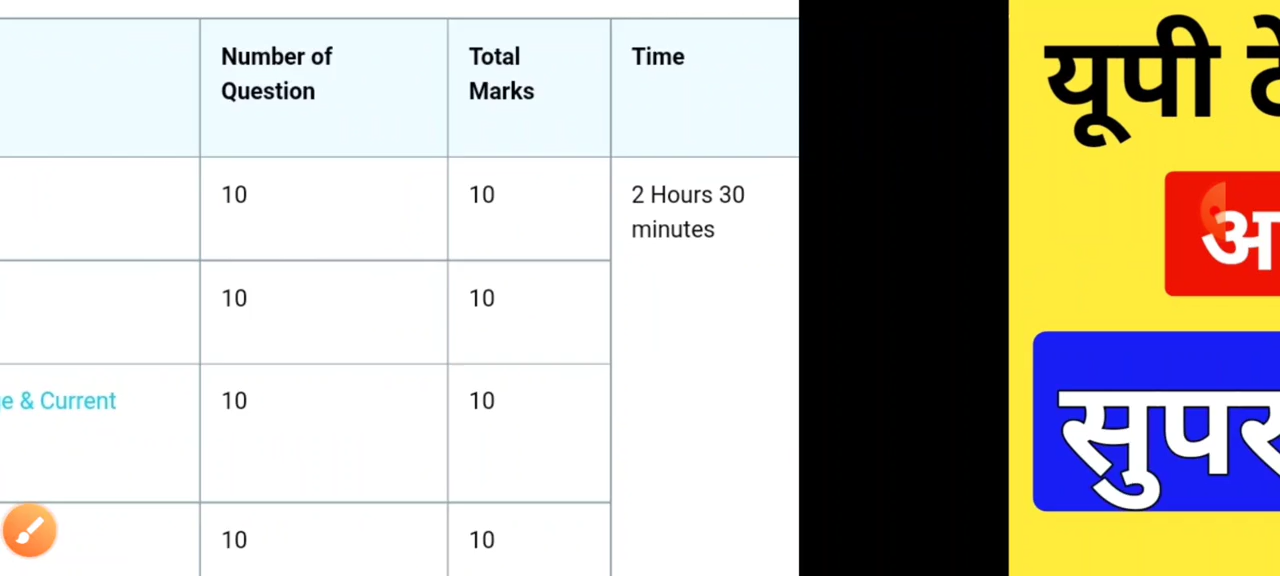 Number of
Question
Total
Marks
Time
10
10
2 Hours 30
minutes
10
10
& Current
10
10
10
10
यूपी
सुपर